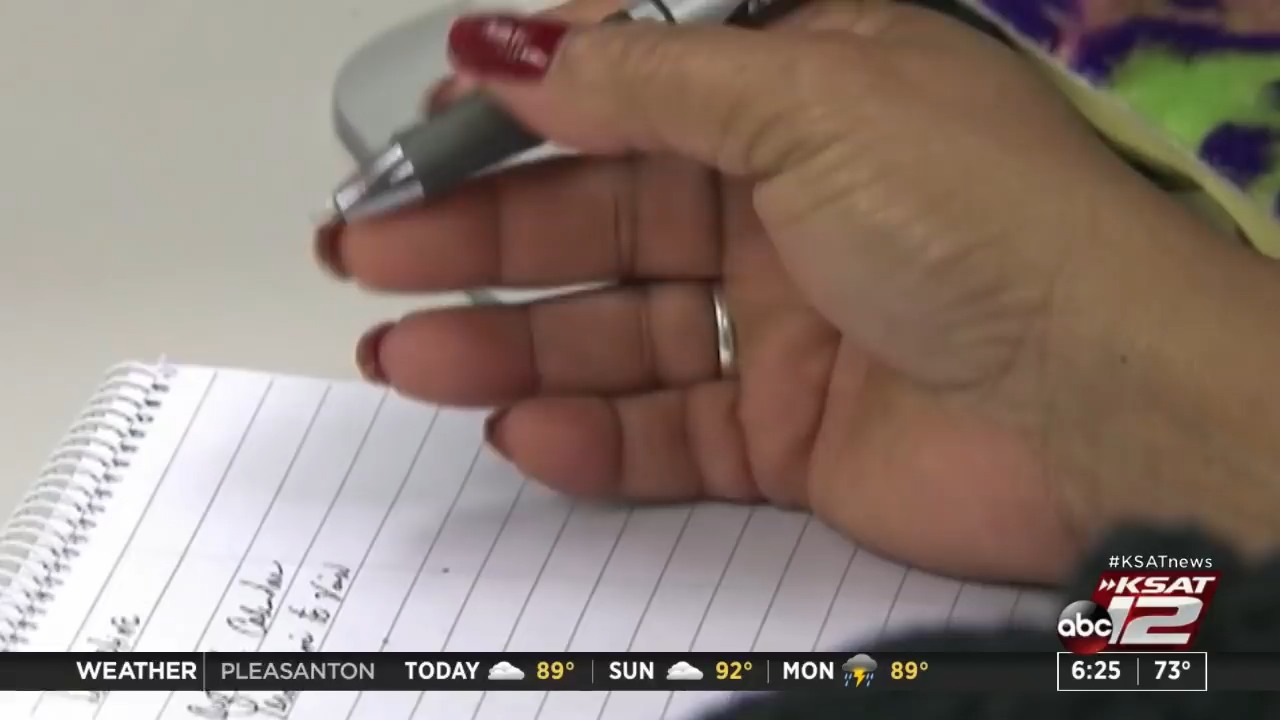 #KSATnews
KSAT
abc 12
WEATHER PLEASANTON TODAY 89° SUN 92° MON 89°
6:25 73°